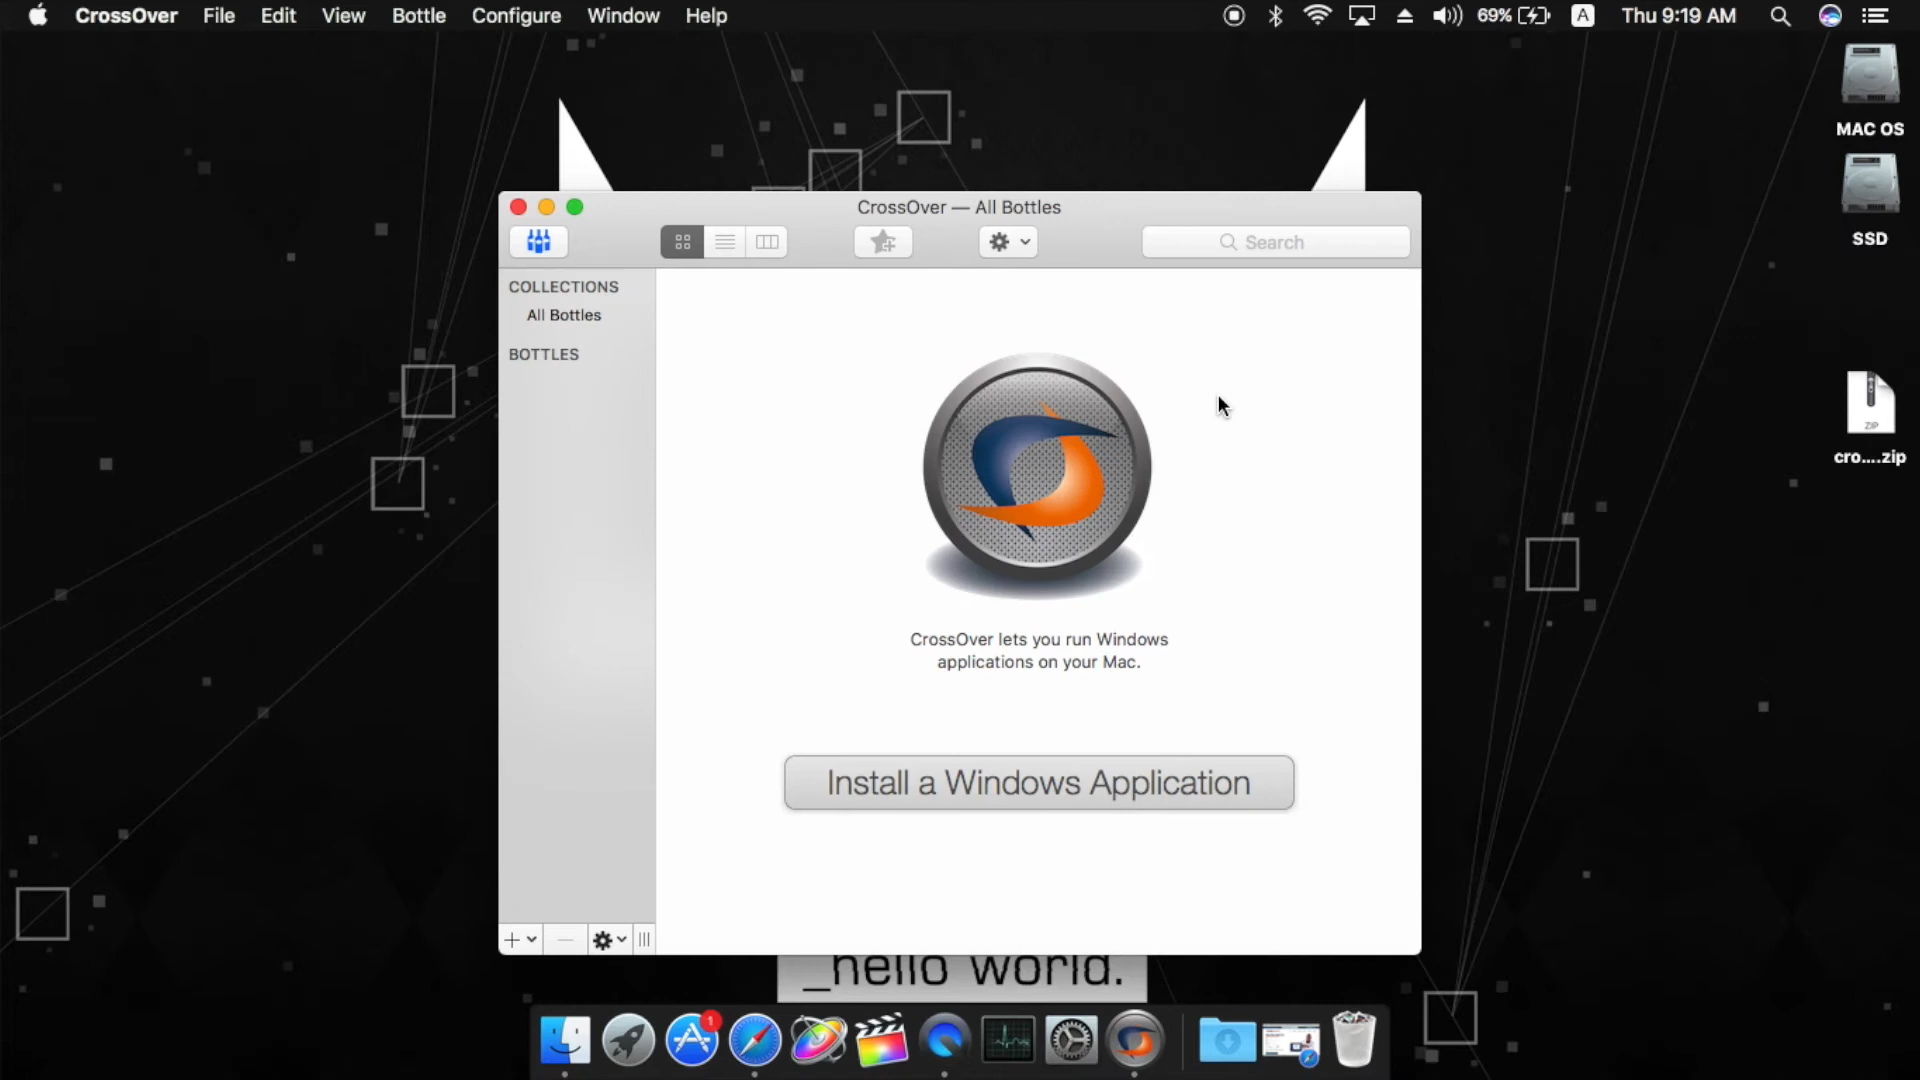 CrossOver File Edit View Bottle Configure Window Help
69% A Thu 9:19 AM
MAC OS
SSD
ZIP
cro....zip
CrossOver — All Bottles
Search
COLLECTIONS
All Bottles
BOTTLES
CrossOver lets you run Windows
applications on your Mac.
Install a Windows Application
_hello world.
1